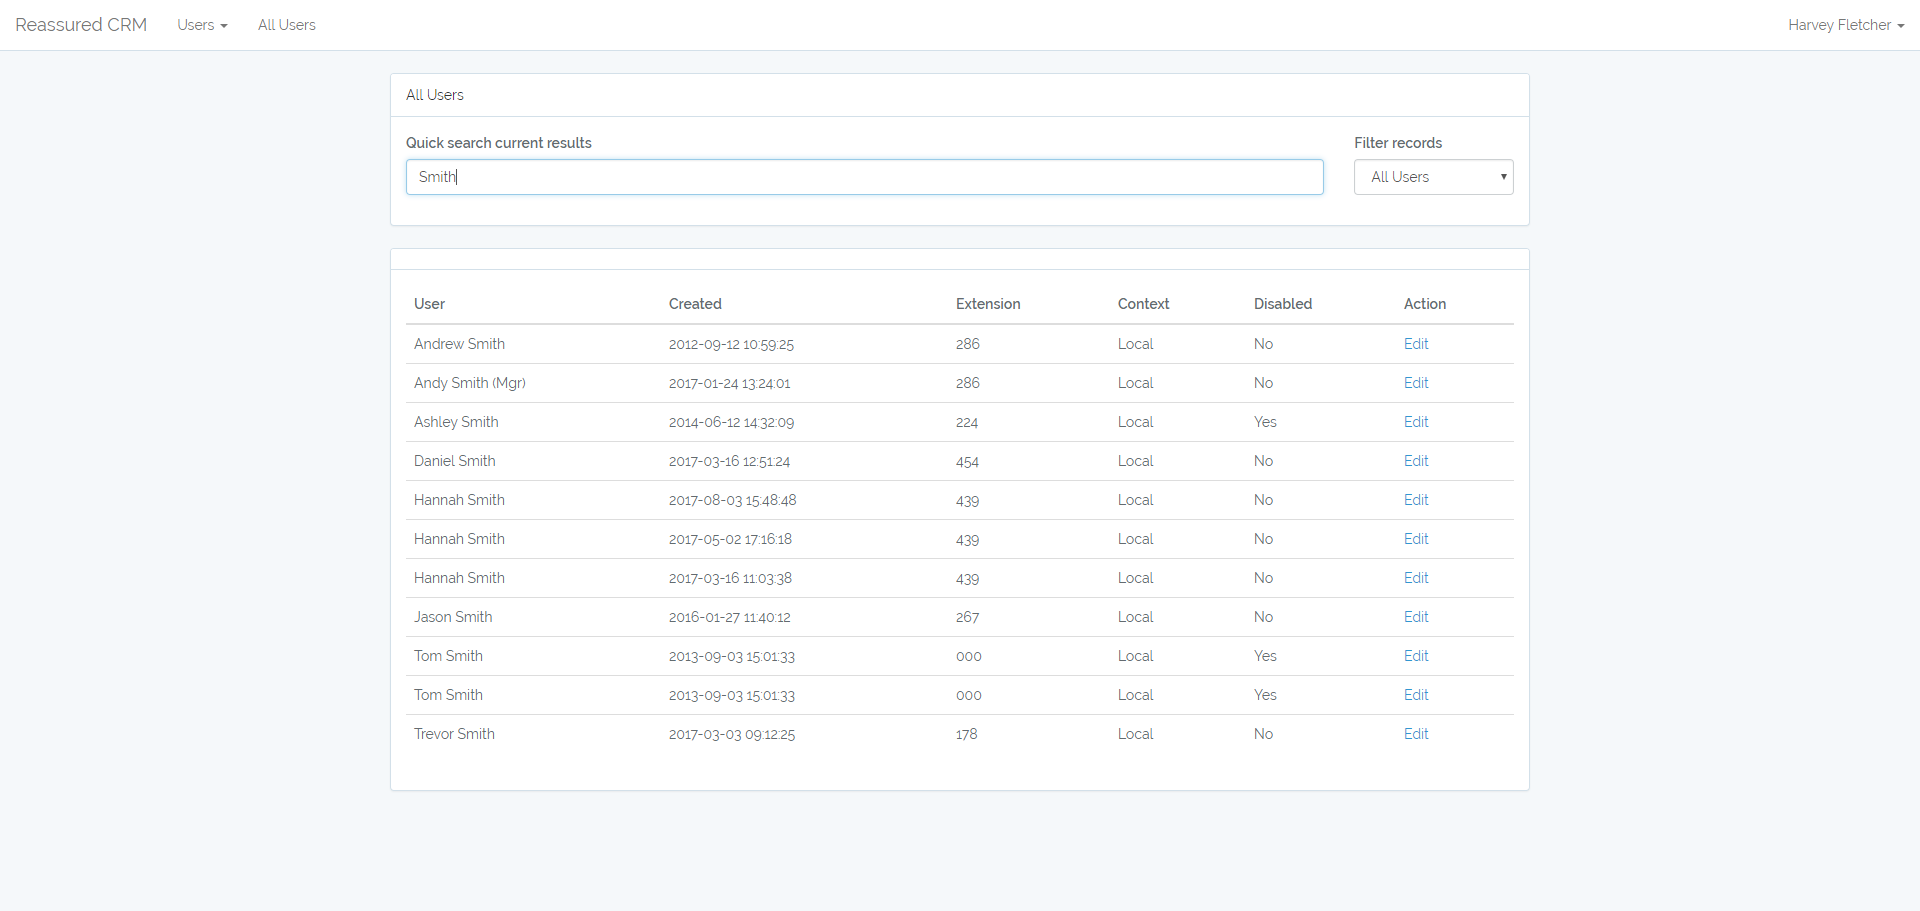 Reassured CRM Users All Users Harvey Fletcher
All Users
Quick search current results Filter records
Smith All Users
User Created Extension Context Disabled Action
Andrew Smith 2012-09-12 10:59:25 286 Local No Edit
Andy Smith (Mgr) 2017-01-24 13:24:01 286 Local No Edit
Ashley Smith 2014-06-12 14:32:09 224 Local Yes Edit
Daniel Smith 2017-03-16 12:51:24 454 Local No Edit
Hannah Smith 2017-08-03 15:48:48 439 Local No Edit
Hannah Smith 2017-05-02 17:16:18 439 Local No Edit
Hannah Smith 2017-03-16 11:03:38 439 Local No Edit
Jason Smith 2016-01-27 11:40:12 267 Local No Edit
Tom Smith 2013-09-03 15:01:33 000 Local Yes Edit
Tom Smith 2013-09-03 15:01:33 000 Local Yes Edit
Trevor Smith 2017-03-03 09:12:25 178 Local No Edit